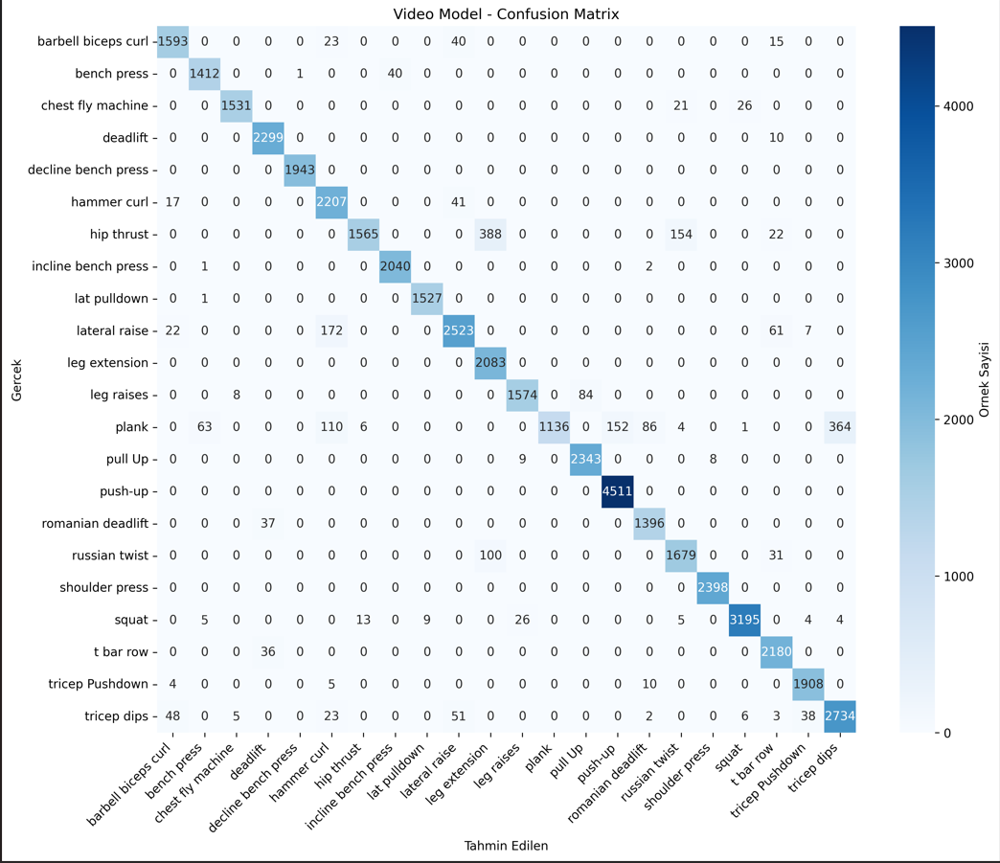 Video Model - Confusion Matrix
barbell biceps curl 1593 0 0 0 0 23 0 0 0 40 0 0 0 0 0 0 0 0 0 15 0 0
bench press 0 1412 0 0 1 0 0 40 0 0 0 0 0 0 0 0 0 0 0 0 0 0
chest fly machine 0 0 1531 0 0 0 0 0 0 0 0 0 0 0 0 0 21 0 26 0 0 0
deadlift 0 0 0 2299 0 0 0 0 0 0 0 0 0 0 0 0 0 0 0 10 0 0
decline bench press 0 0 0 0 1943 0 0 0 0 0 0 0 0 0 0 0 0 0 0 0 0 0
hammer curl 17 0 0 0 0 2207 0 0 0 41 0 0 0 0 0 0 0 0 0 0 0 0
hip thrust 0 0 0 0 0 0 1565 0 0 0 388 0 0 0 0 0 154 0 0 22 0 0
incline bench press 0 1 0 0 0 0 0 2040 0 0 0 0 0 0 0 2 0 0 0 0 0 0
lat pulldown 0 1 0 0 0 0 0 0 1527 0 0 0 0 0 0 0 0 0 0 0 0 0
lateral raise 22 0 0 0 0 172 0 0 0 2523 0 0 0 0 0 0 0 0 0 61 7 0
leg extension 0 0 0 0 0 0 0 0 0 0 2083 0 0 0 0 0 0 0 0 0 0 0
leg raises 0 0 8 0 0 0 0 0 0 0 0 1574 0 84 0 0 0 0 0 0 0 0
plank 0 63 0 0 0 110 6 0 0 0 0 0 1136 0 152 86 4 0 1 0 0 364
pull Up 0 0 0 0 0 0 0 0 0 0 0 9 0 2343 0 0 0 8 0 0 0 0
push-up 0 0 0 0 0 0 0 0 0 0 0 0 0 0 4511 0 0 0 0 0 0 0
romanian deadlift 0 0 0 37 0 0 0 0 0 0 0 0 0 0 0 1396 0 0 0 0 0 0
russian twist 0 0 0 0 0 0 0 0 0 0 100 0 0 0 0 0 1679 0 0 31 0 0
shoulder press 0 0 0 0 0 0 0 0 0 0 0 0 0 0 0 0 0 2398 0 0 0 0
squat 0 5 0 0 0 0 13 0 9 0 0 26 0 0 0 0 5 0 3195 0 4 4
t bar row 0 0 0 36 0 0 0 0 0 0 0 0 0 0 0 0 0 0 0 2180 0 0
tricep Pushdown 4 0 0 0 0 5 0 0 0 0 0 0 0 0 0 10 0 0 0 0 1908 0
tricep dips 48 0 5 0 0 23 0 0 0 51 0 0 0 0 0 2 0 0 6 3 38 2734
barbell biceps curl
bench press
chest fly machine
deadlift
decline bench press
hammer curl
hip thrust
incline bench press
lat pulldown
lateral raise
leg extension
leg raises
plank
pull Up
push-up
romanian deadlift
russian twist
shoulder press
squat
t bar row
tricep Pushdown
tricep dips
Tahmin Edilen
Gercek
4000
3000
2000
1000
0
Ornek Sayisi